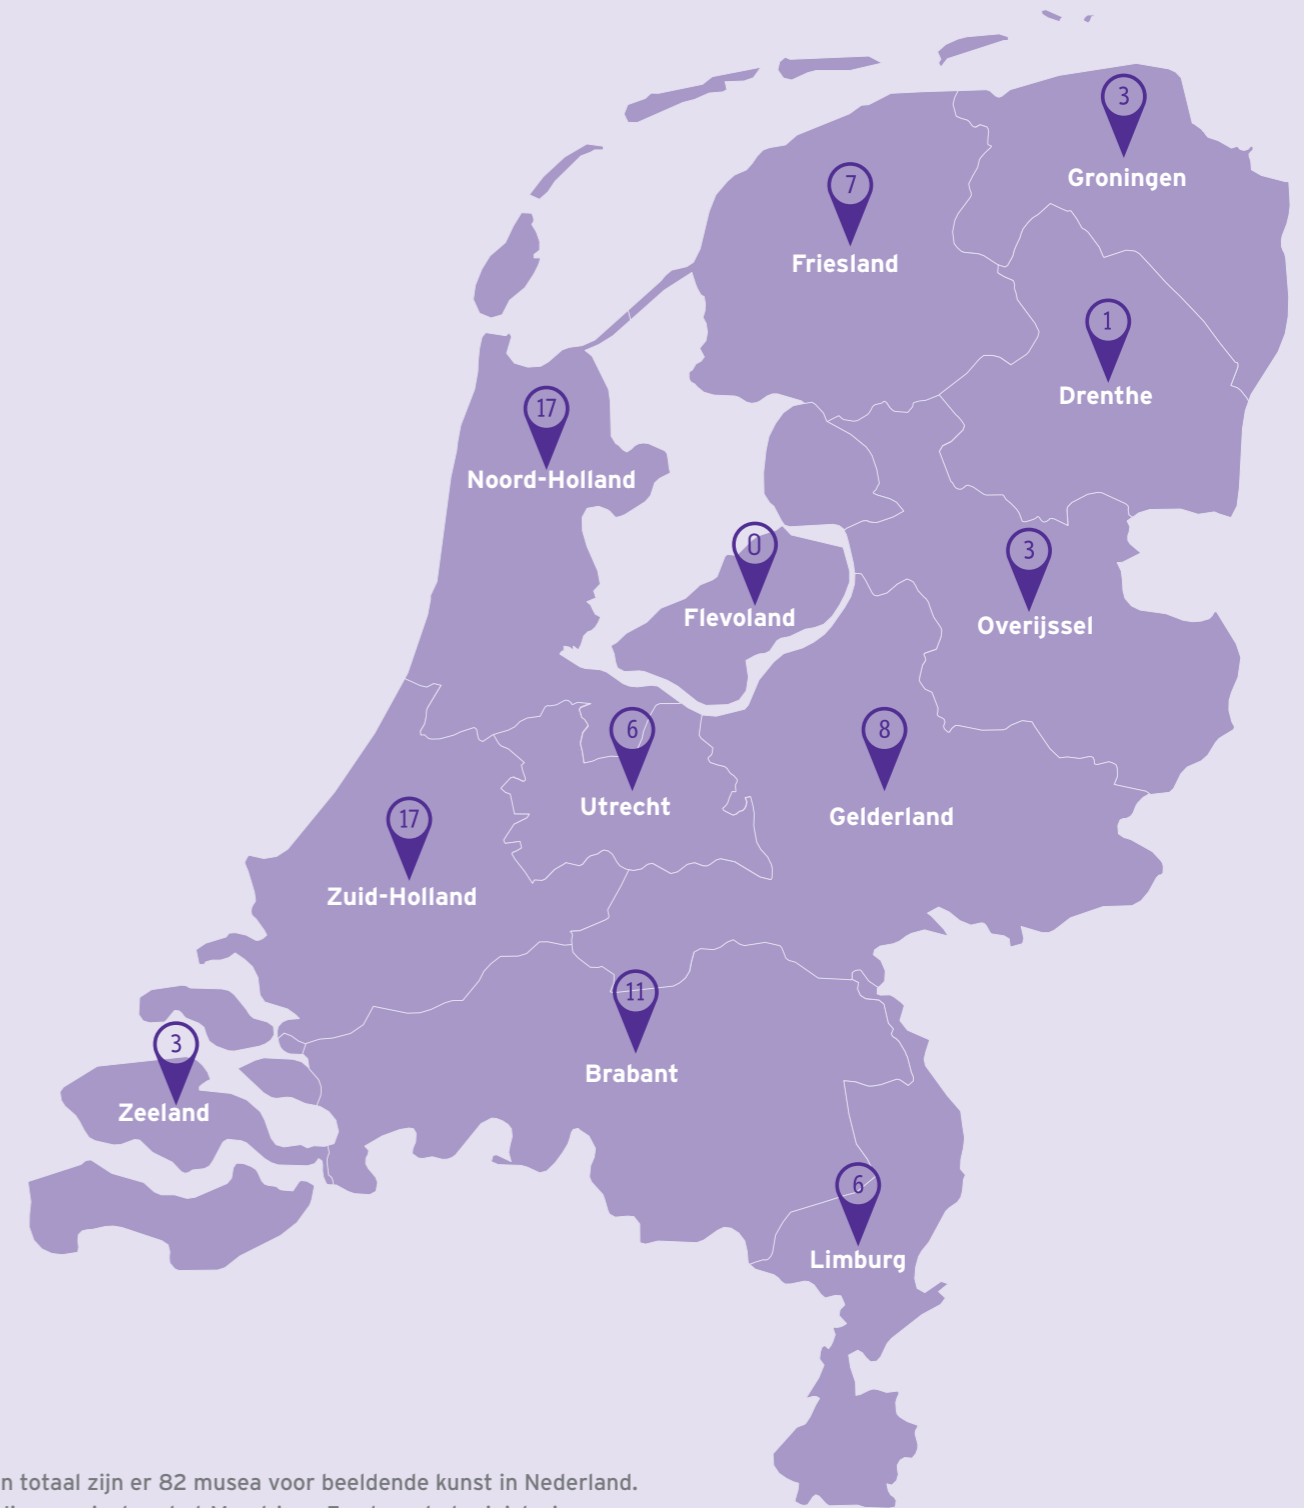 3
Groningen
7
Friesland
1
Drenthe
17
Noord-Holland
0
Flevoland
3
Overijssel
6
Utrecht
8
Gelderland
17
Zuid-Holland
11
Brabant
3
Zeeland
6
Limburg
n totaal zijn er 82 musea voor beeldende kunst in Nederland.